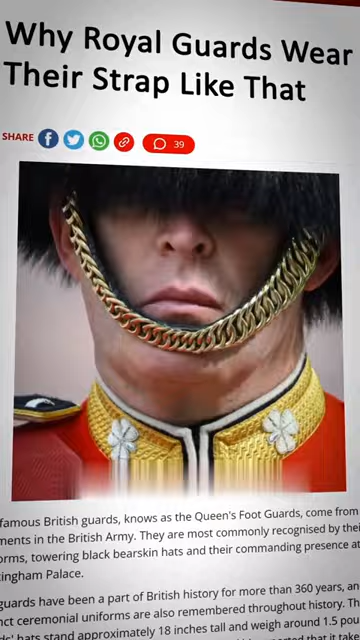 Why Royal Guards Wear
Their Strap Like That
SHARE
39
famous British guards, knows as the Queen's Foot Guards, come from
ments in the British Army. They are most commonly recognised by thei
orms, towering black bearskin hats and their commanding presence at
ingham Palace.
guards have been a part of British history for more than 360 years, an
nct ceremonial uniforms are also remembered throughout history. Th
ds' hats stand approximately 18 inches tall and weigh around 1.5 pou
that it take